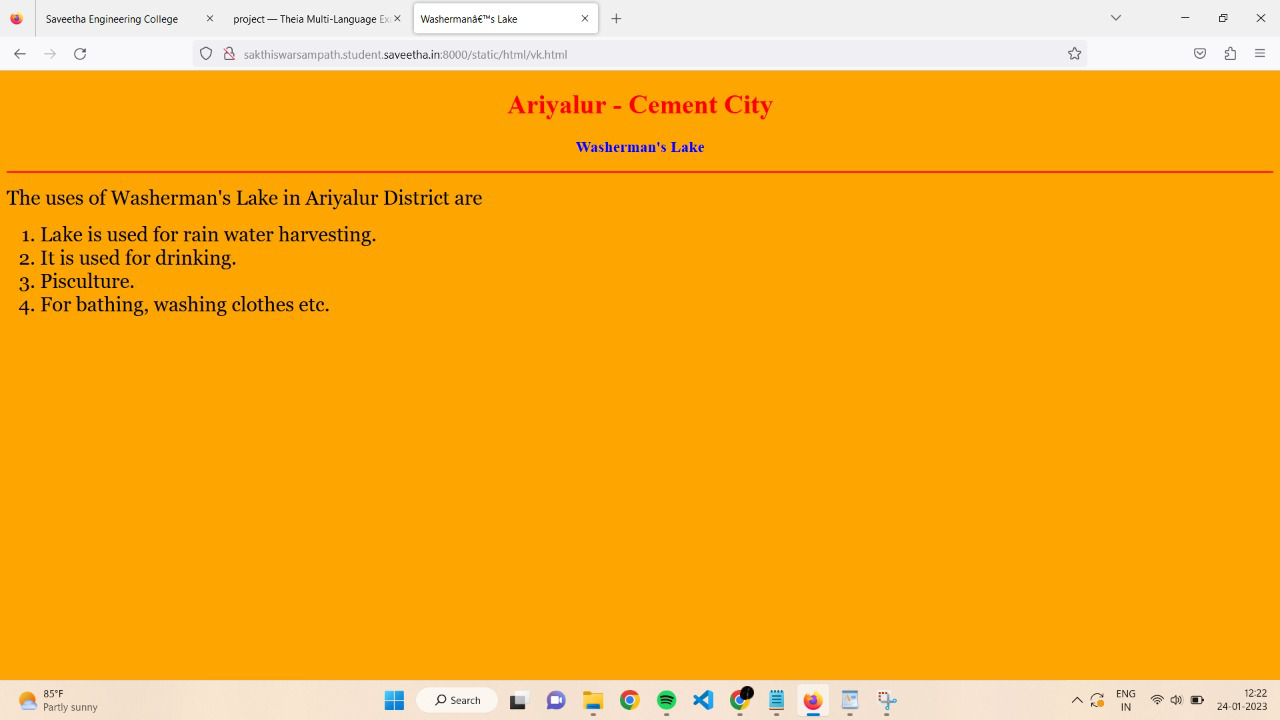 Saveetha Engineering College
project — Theia Multi-Language Exa
Washermanâ€™s Lake
sakthiswarsampath.student.saveetha.in:8000/static/html/vk.html
Ariyalur - Cement City
Washerman's Lake
The uses of Washerman's Lake in Ariyalur District are
1. Lake is used for rain water harvesting.
2. It is used for drinking.
3. Pisculture.
4. For bathing, washing clothes etc.
85°F
Partly sunny
Search
ENG
IN
12:22
24-01-2023